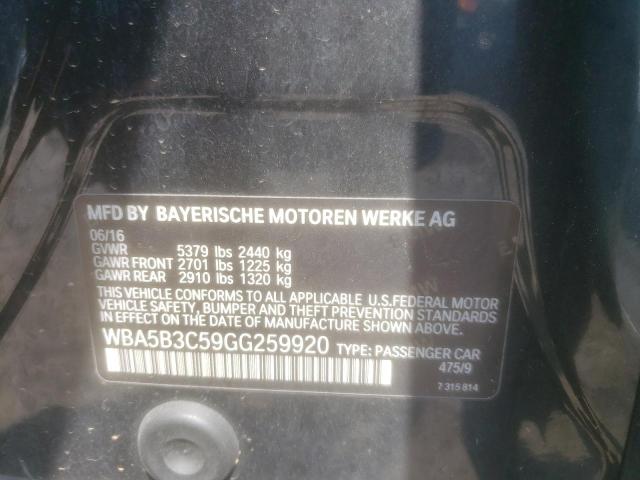 MFD BY BAYERISCHE MOTOREN WERKE AG
06/16
GVWR 5379 lbs 2440 kg
GAWR FRONT 2701 lbs 1225 kg
GAWR REAR 2910 lbs 1320 kg
THIS VEHICLE CONFORMS TO ALL APPLICABLE U.S.FEDERAL MOTOR
VEHICLE SAFETY, BUMPER AND THEFT PREVENTION STANDARDS
IN EFFECT ON THE DATE OF MANUFACTURE SHOWN ABOVE.
WBA5B3C59GG259920 TYPE: PASSENGER CAR
475/9
7 315 814